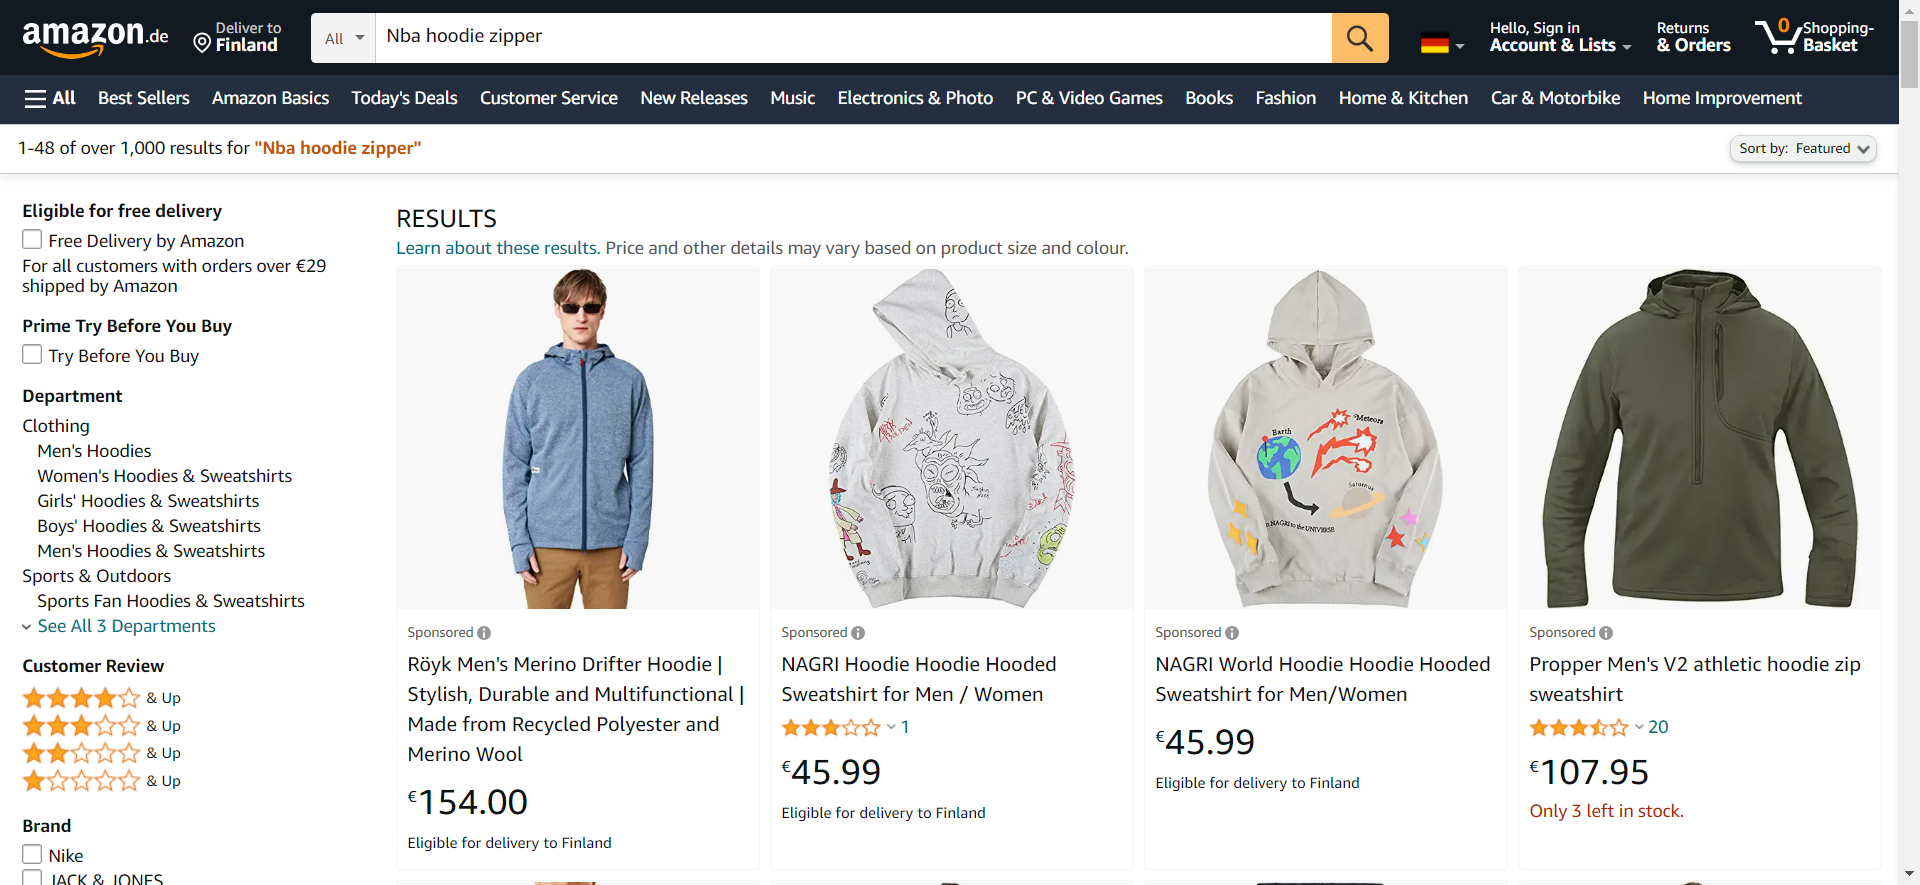 amazon.de
Deliver to
Finland
All
Nba hoodie zipper
Hello, Sign in
Account & Lists
Returns
& Orders
0
Shopping-
Basket
All
Best Sellers
Amazon Basics
Today's Deals
Customer Service
New Releases
Music
Electronics & Photo
PC & Video Games
Books
Fashion
Home & Kitchen
Car & Motorbike
Home Improvement
1-48 of over 1,000 results for "Nba hoodie zipper"
Sort by: Featured
Eligible for free delivery
Free Delivery by Amazon
For all customers with orders over €29
shipped by Amazon
Prime Try Before You Buy
Try Before You Buy
Department
Clothing
Men's Hoodies
Women's Hoodies & Sweatshirts
Girls' Hoodies & Sweatshirts
Boys' Hoodies & Sweatshirts
Men's Hoodies & Sweatshirts
Sports & Outdoors
Sports Fan Hoodies & Sweatshirts
See All 3 Departments
Customer Review
& Up
& Up
& Up
& Up
Brand
Nike
JACK & JONES
RESULTS
Learn about these results. Price and other details may vary based on product size and colour.
Sponsored
Röyk Men's Merino Drifter Hoodie |
Stylish, Durable and Multifunctional |
Made from Recycled Polyester and
Merino Wool
€154.00
Eligible for delivery to Finland
Sponsored
NAGRI Hoodie Hoodie Hooded
Sweatshirt for Men / Women
1
€45.99
Eligible for delivery to Finland
Meteors
Earth
Saturnus
NAGRI to the UNIVERSE
Sponsored
NAGRI World Hoodie Hoodie Hooded
Sweatshirt for Men/Women
€45.99
Eligible for delivery to Finland
Sponsored
Propper Men's V2 athletic hoodie zip
sweatshirt
20
€107.95
Only 3 left in stock.